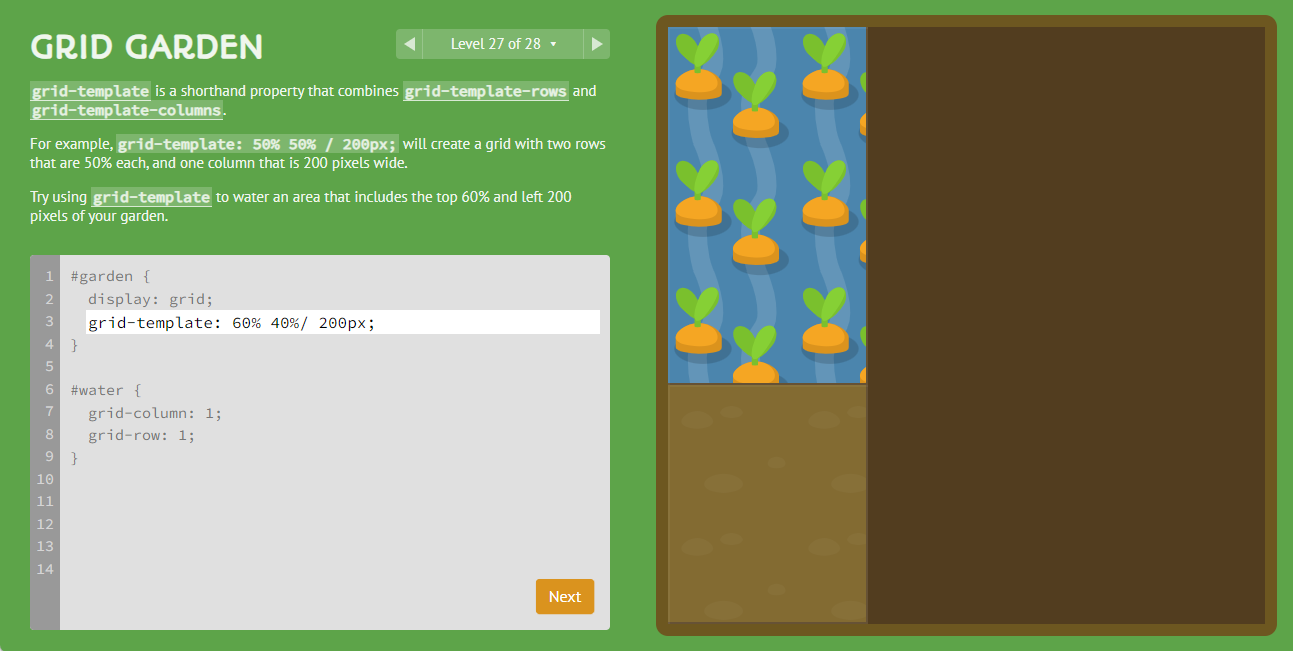 GRID GARDEN
Level 27 of 28
grid-template is a shorthand property that combines grid-template-rows and
grid-template-columns.
For example, grid-template: 50% 50% / 200px; will create a grid with two rows
that are 50% each, and one column that is 200 pixels wide.
Try using grid-template to water an area that includes the top 60% and left 200
pixels of your garden.
1 #garden {
2 display: grid;
3 grid-template: 60% 40%/ 200px;
4 }
5
6 #water {
7 grid-column: 1;
8 grid-row: 1;
9 }
10
11
12
13
14
Next